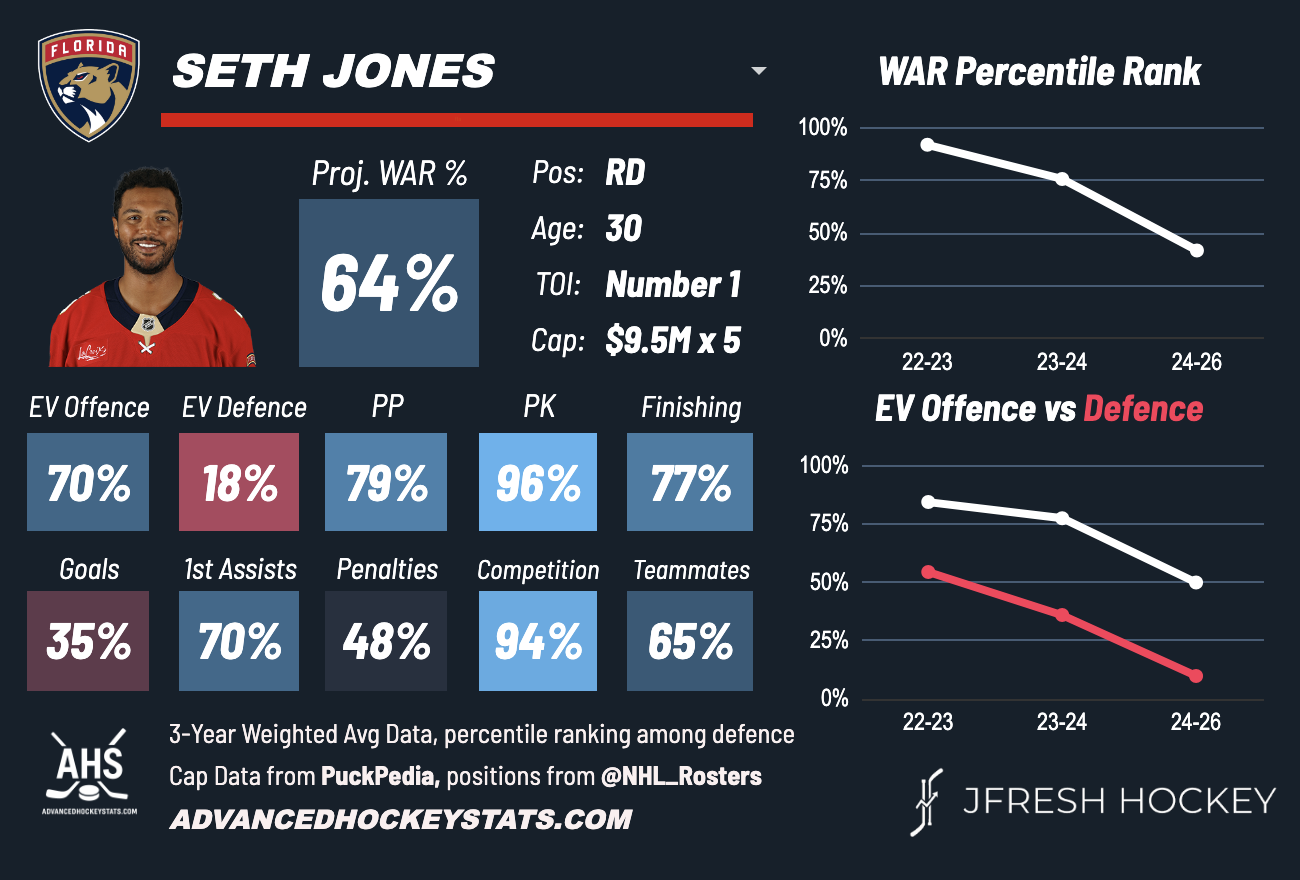 FLORIDA
SETH JONES
Proj. WAR %
64%
Pos: RD
Age: 30
TOI: Number 1
Cap: $9.5M x 5
EV Offence EV Defence PP PK Finishing
70% 18% 79% 96% 77%
Goals 1st Assists Penalties Competition Teammates
35% 70% 48% 94% 65%
WAR Percentile Rank
100%
75%
50%
25%
0%
22-23 23-24 24-26
EV Offence vs Defence
100%
75%
50%
25%
0%
22-23 23-24 24-26
AHS
ADVANCEDHOCKEYSTATS.COM
3-Year Weighted Avg Data, percentile ranking among defence
Cap Data from PuckPedia, positions from @NHL_Rosters
ADVANCEDHOCKEYSTATS.COM
JFRESH HOCKEY